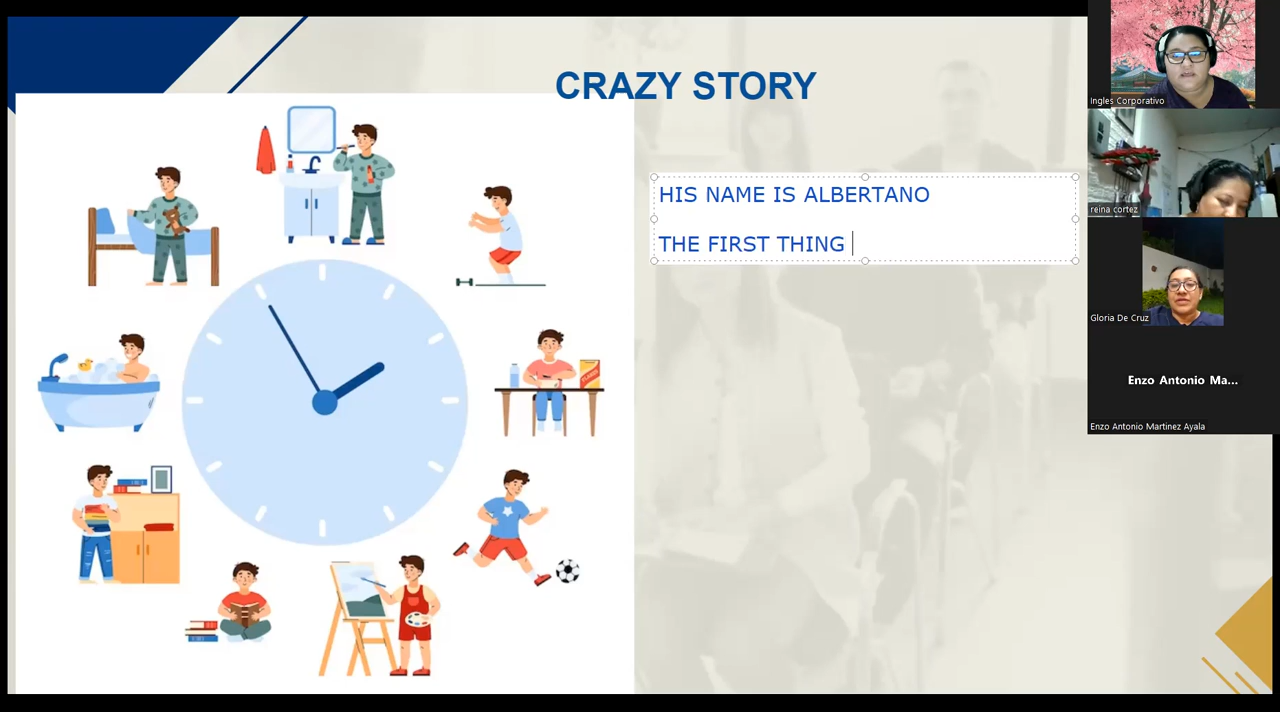 CRAZY STORY
HIS NAME IS ALBERTANO
THE FIRST THING
Ingles Corporativo
reina cortez
Gloria De Cruz
Enzo Antonio Ma...
Enzo Antonio Martinez Ayala